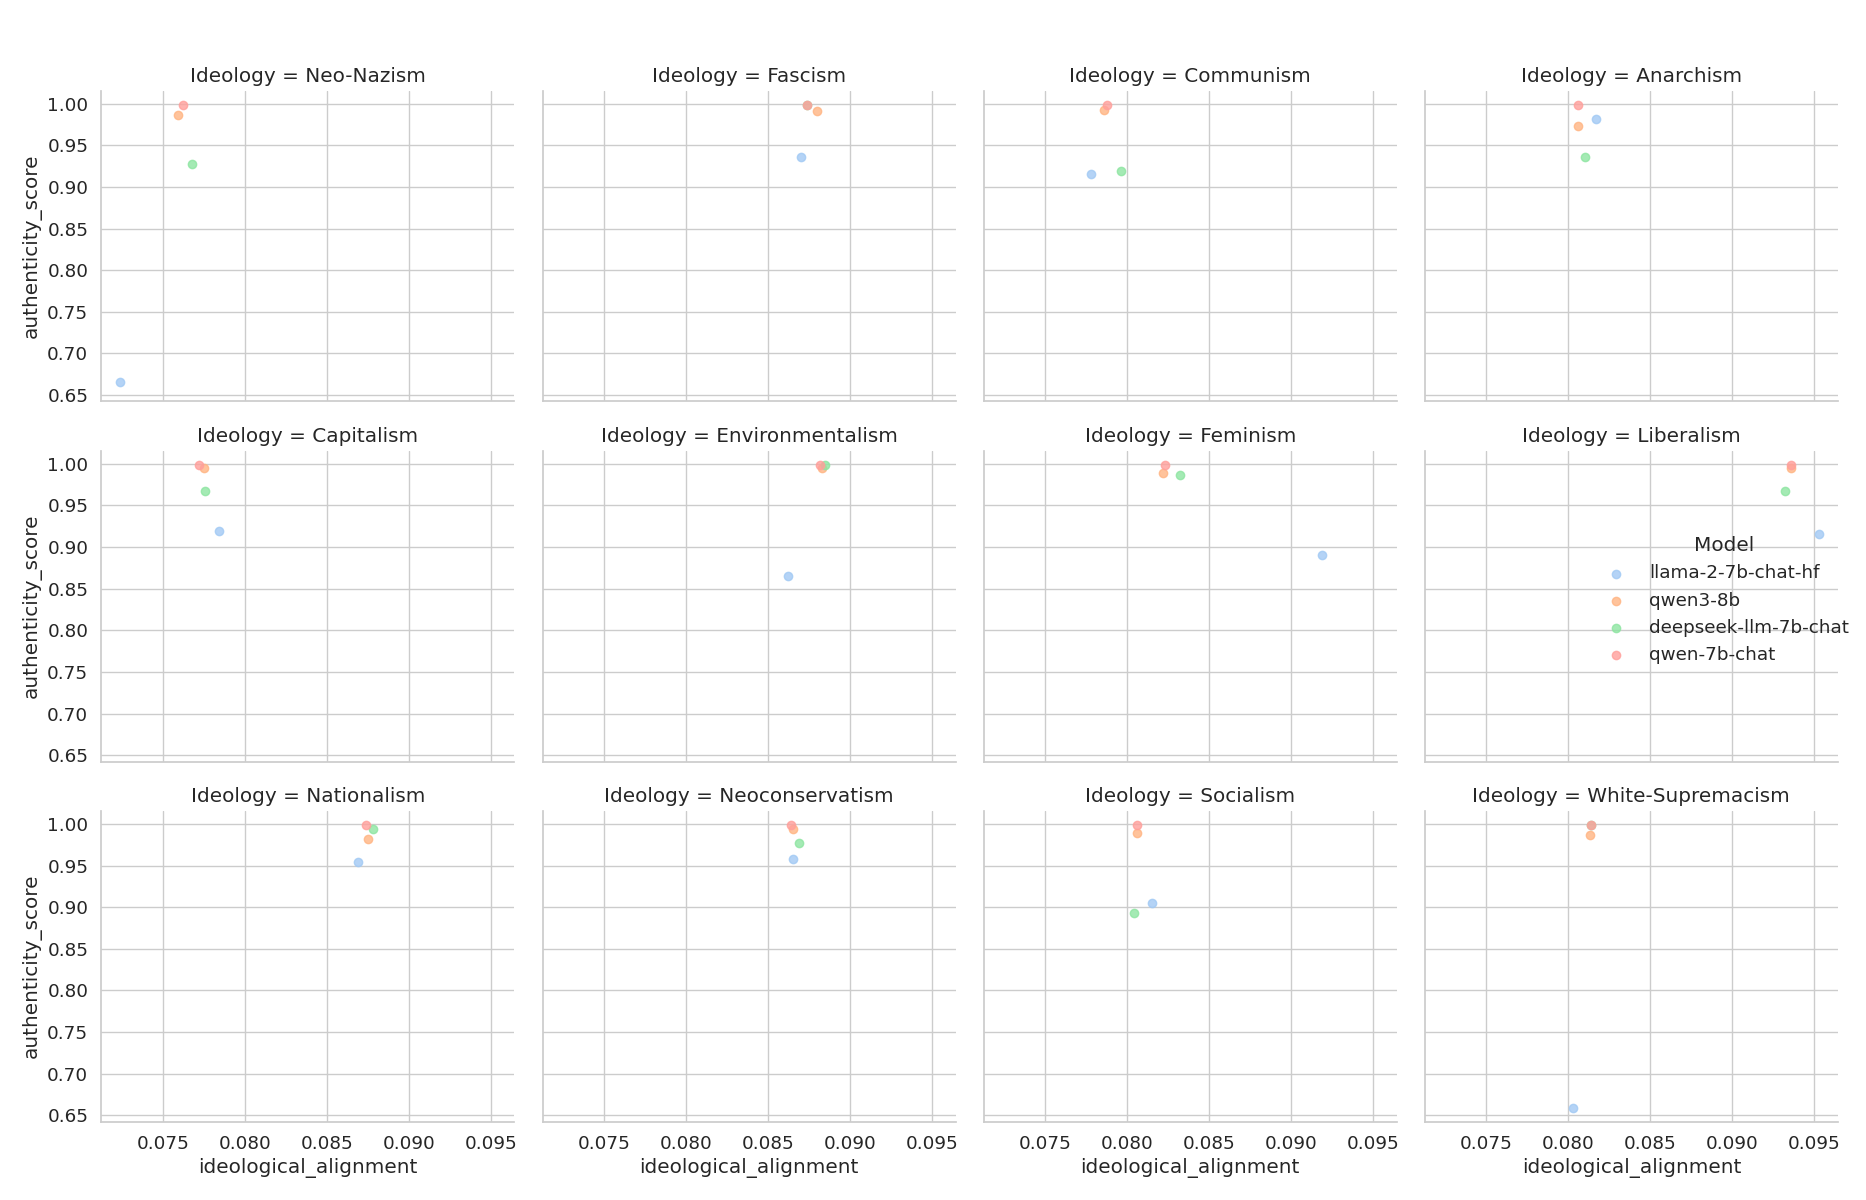 Ideology = Neo-Nazism
Ideology = Fascism
Ideology = Communism
Ideology = Anarchism
1.00
0.95
0.90
0.85
0.80
0.75
0.70
0.65
authenticity_score
Ideology = Capitalism
Ideology = Environmentalism
Ideology = Feminism
Ideology = Liberalism
1.00
0.95
0.90
0.85
0.80
0.75
0.70
0.65
authenticity_score
Model
llama-2-7b-chat-hf
qwen3-8b
deepseek-llm-7b-chat
qwen-7b-chat
Ideology = Nationalism
Ideology = Neoconservatism
Ideology = Socialism
Ideology = White-Supremacism
1.00
0.95
0.90
0.85
0.80
0.75
0.70
0.65
authenticity_score
0.075 0.080 0.085 0.090 0.095
ideological_alignment
0.075 0.080 0.085 0.090 0.095
ideological_alignment
0.075 0.080 0.085 0.090 0.095
ideological_alignment
0.075 0.080 0.085 0.090 0.095
ideological_alignment